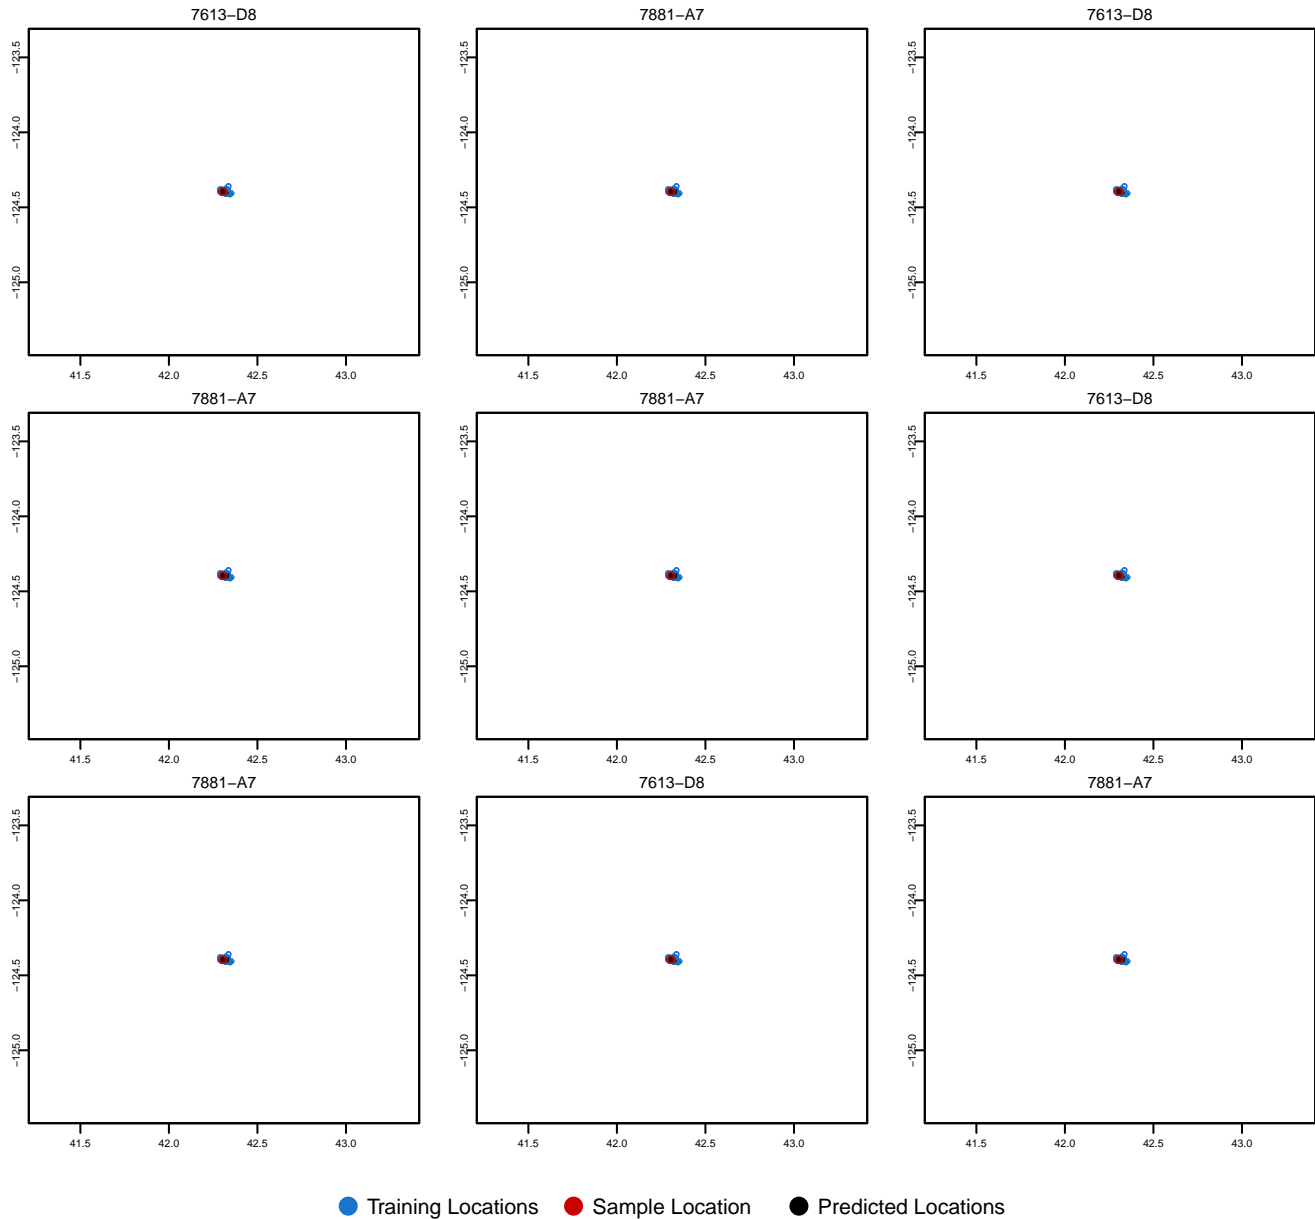 7613−D8 7881−A7 7613−D8
−123.5 −123.5 −123.5
−124.0 −124.0 −124.0
−124.5 −124.5 −124.5
−125.0 −125.0 −125.0
41.5 42.0 42.5 43.0 41.5 42.0 42.5 43.0 41.5 42.0 42.5 43.0
7881−A7 7881−A7 7613−D8
−123.5 −123.5 −123.5
−124.0 −124.0 −124.0
−124.5 −124.5 −124.5
−125.0 −125.0 −125.0
41.5 42.0 42.5 43.0 41.5 42.0 42.5 43.0 41.5 42.0 42.5 43.0
7881−A7 7613−D8 7881−A7
−123.5 −123.5 −123.5
−124.0 −124.0 −124.0
−124.5 −124.5 −124.5
−125.0 −125.0 −125.0
41.5 42.0 42.5 43.0 41.5 42.0 42.5 43.0 41.5 42.0 42.5 43.0
Training Locations Sample Location Predicted Locations